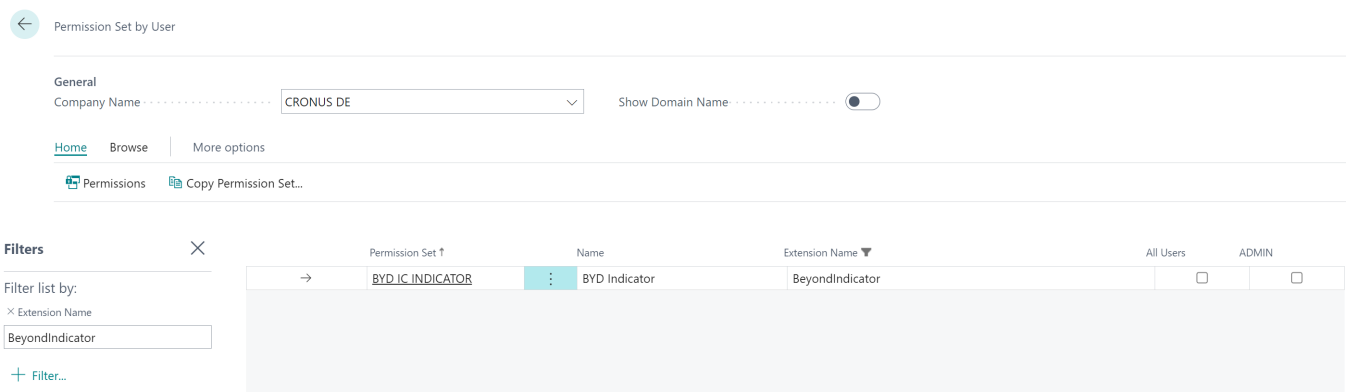 Permission Set by User
General
Company Name CRONUS DE Show Domain Name
Home Browse More options
Permissions Copy Permission Set...
Filters
Permission Set ↑ Name Extension Name All Users ADMIN
BYD IC INDICATOR BYD Indicator BeyondIndicator
Filter list by:
× Extension Name
BeyondIndicator
+ Filter...